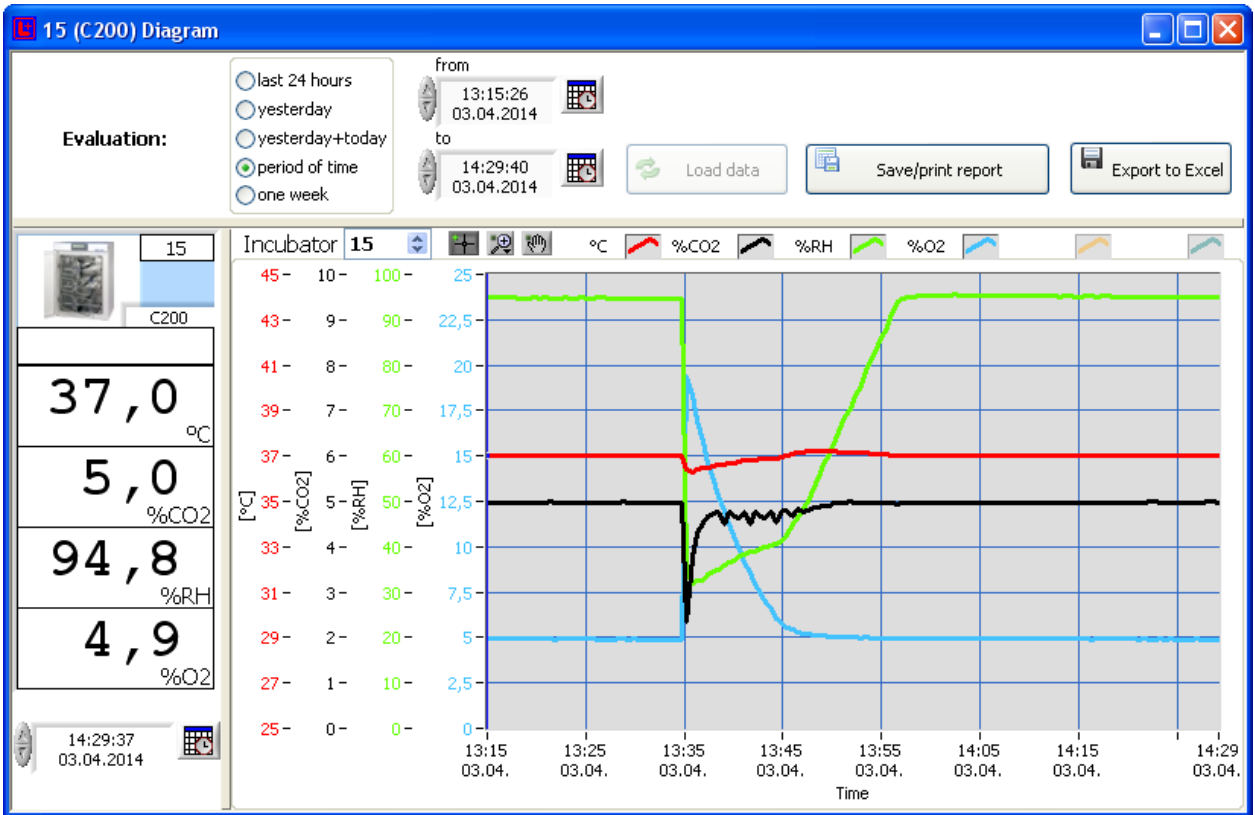 15 (C200) Diagram
Evaluation:
last 24 hours
yesterday
yesterday+today
period of time
one week
from
13:15:26
03.04.2014
to
14:29:40
03.04.2014
Load data
Save/print report
Export to Excel
15
C200
37,0
°C
5,0
%CO2
94,8
%RH
4,9
%O2
14:29:37
03.04.2014
Incubator 15
°C %CO2 %RH %O2
45 10 100 25
43 9 90 22,5
41 8 80 20
39 7 70 17,5
37 6 60 15
35 5 50 12,5
33 4 40 10
31 3 30 7,5
29 2 20 5
27 1 10 2,5
25 0 0 0
[°C]
[%CO2]
[%RH]
[%O2]
13:15 13:25 13:35 13:45 13:55 14:05 14:15 14:29
03.04. 03.04. 03.04. 03.04. 03.04. 03.04. 03.04. 03.04.
Time